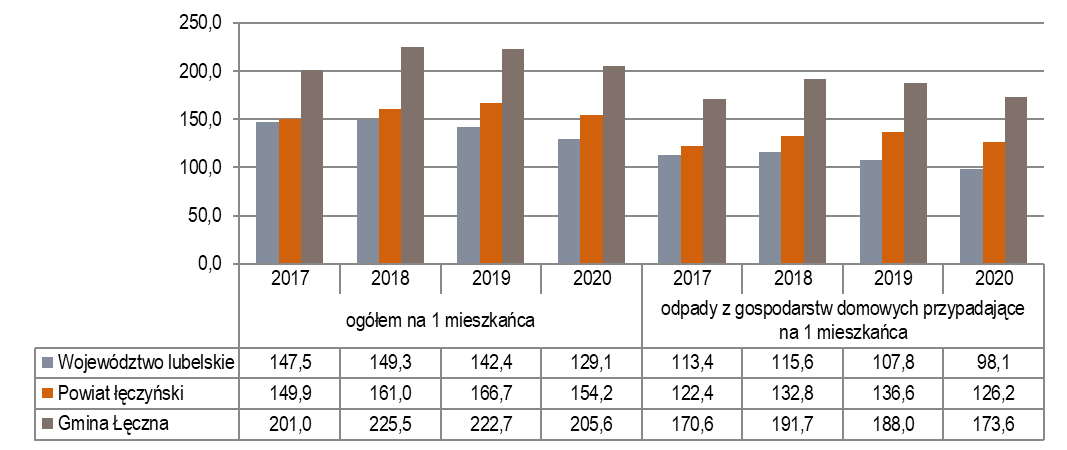 250,0
200,0
150,0
100,0
50,0
0,0
2017 2018 2019 2020 2017 2018 2019 2020
ogółem na 1 mieszkańca
odpady z gospodarstw domowych przypadające
na 1 mieszkańca
Województwo lubelskie 147,5 149,3 142,4 129,1 113,4 115,6 107,8 98,1
Powiat łęczyński 149,9 161,0 166,7 154,2 122,4 132,8 136,6 126,2
Gmina Łęczna 201,0 225,5 222,7 205,6 170,6 191,7 188,0 173,6